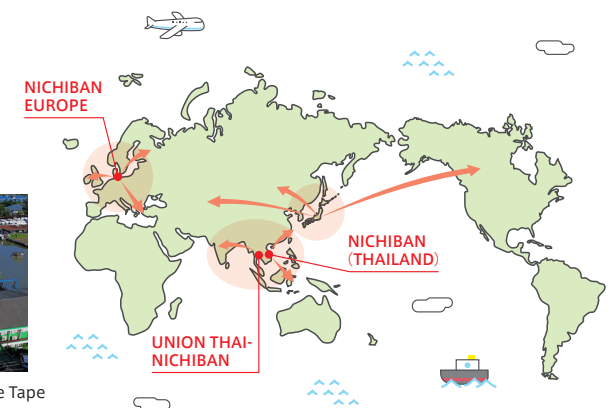 NICHIBAN
EUROPE
NICHIBAN
（THAILAND）
UNION THAI-
NICHIBAN
e Tape